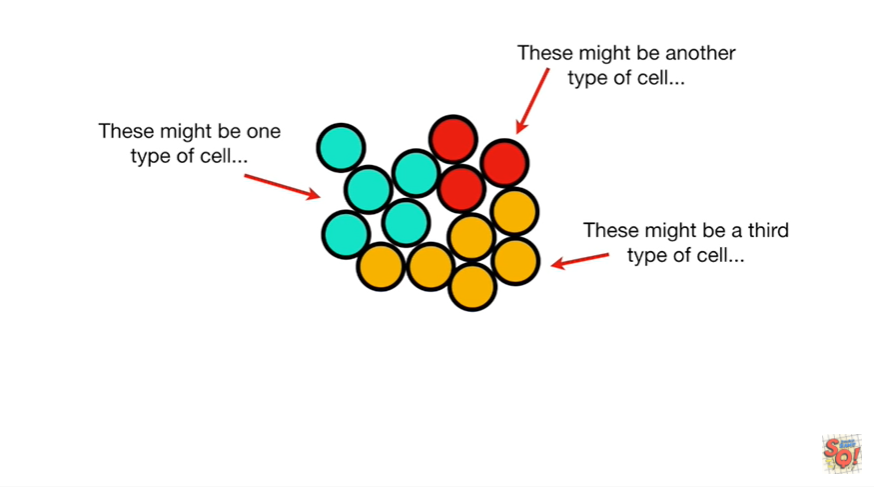 These might be another
type of cell...
These might be one
type of cell...
These might be a third
type of cell...
SQ!